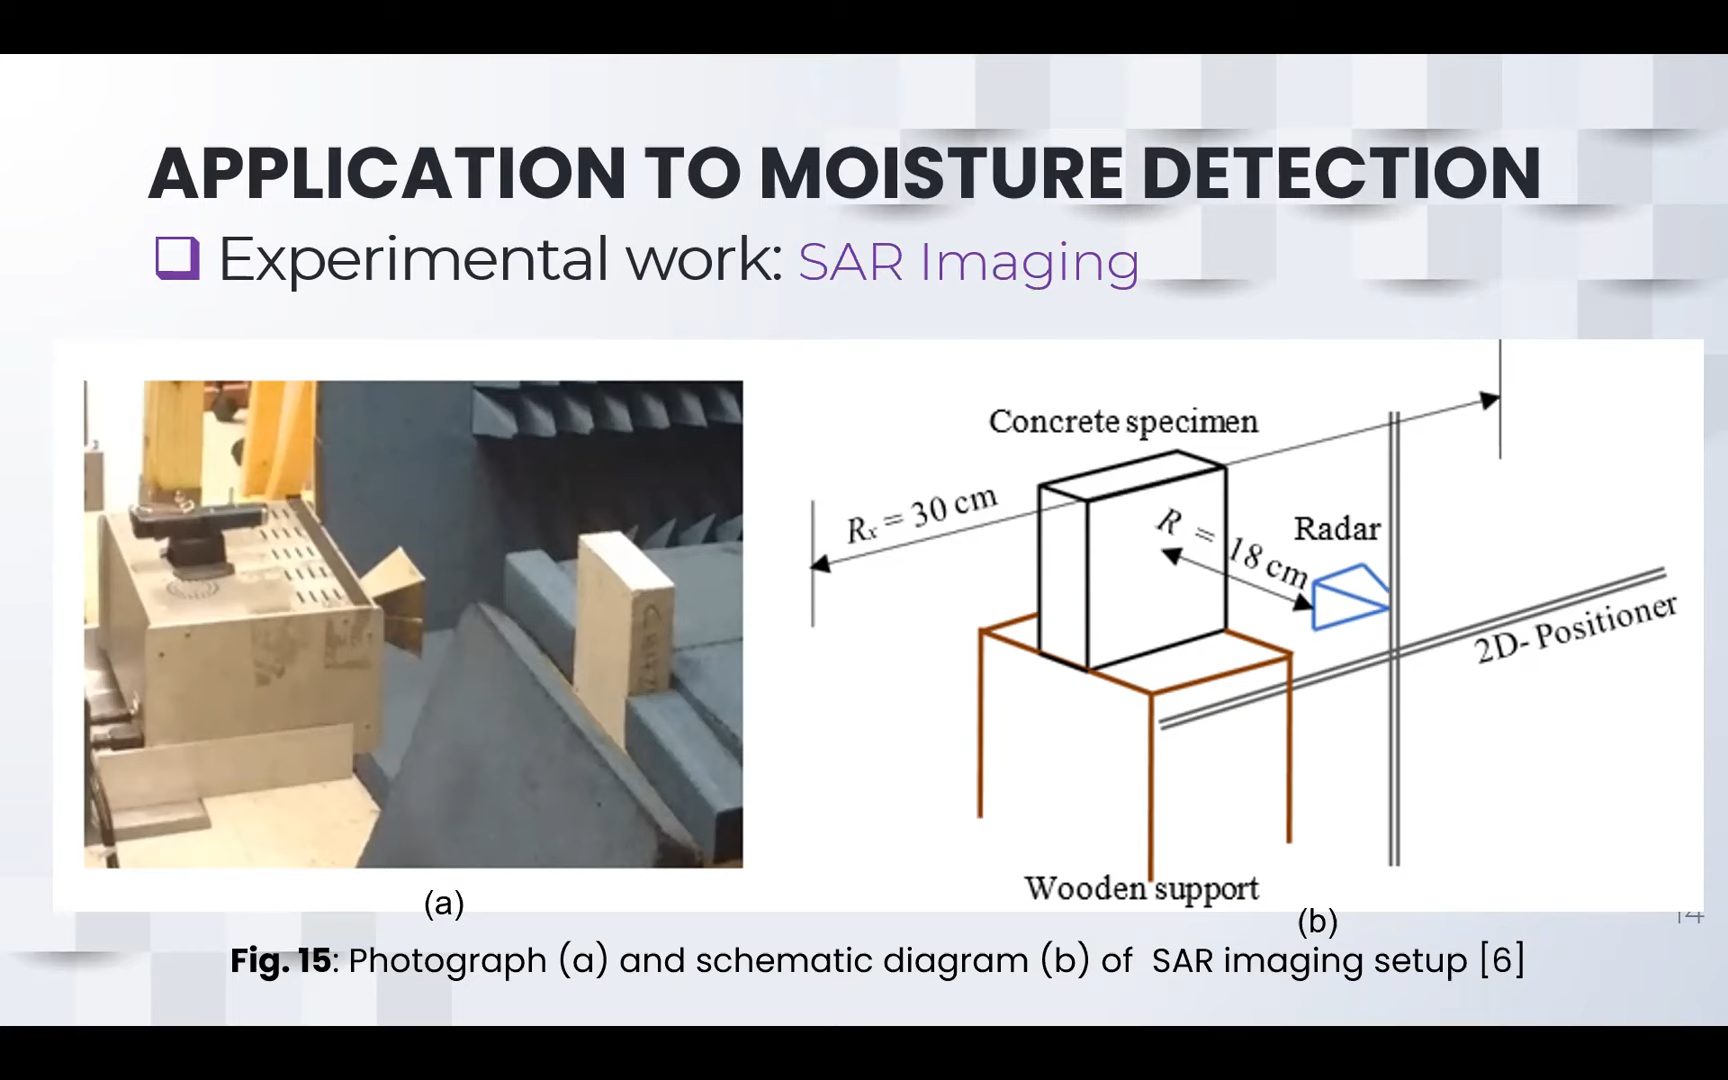 APPLICATION TO MOISTURE DETECTION
Experimental work: SAR Imaging
Concrete specimen
Rₓ = 30 cm
R = 18 cm
Radar
2D- Positioner
Wooden support
(a)
(b)
14
Fig. 15: Photograph (a) and schematic diagram (b) of SAR imaging setup [6]